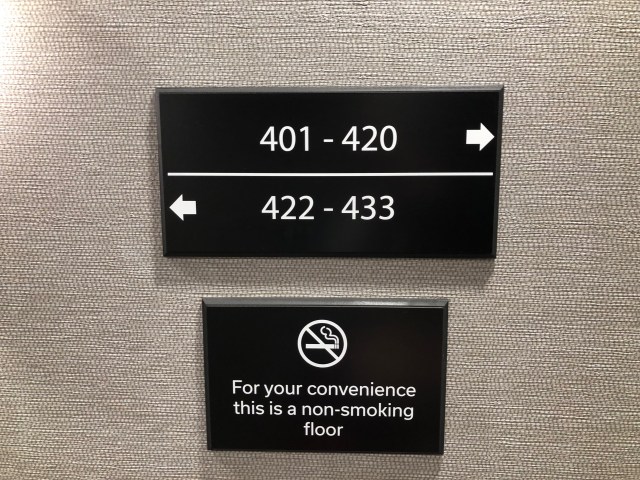 401 - 420
422 - 433
For your convenience
this is a non-smoking
floor